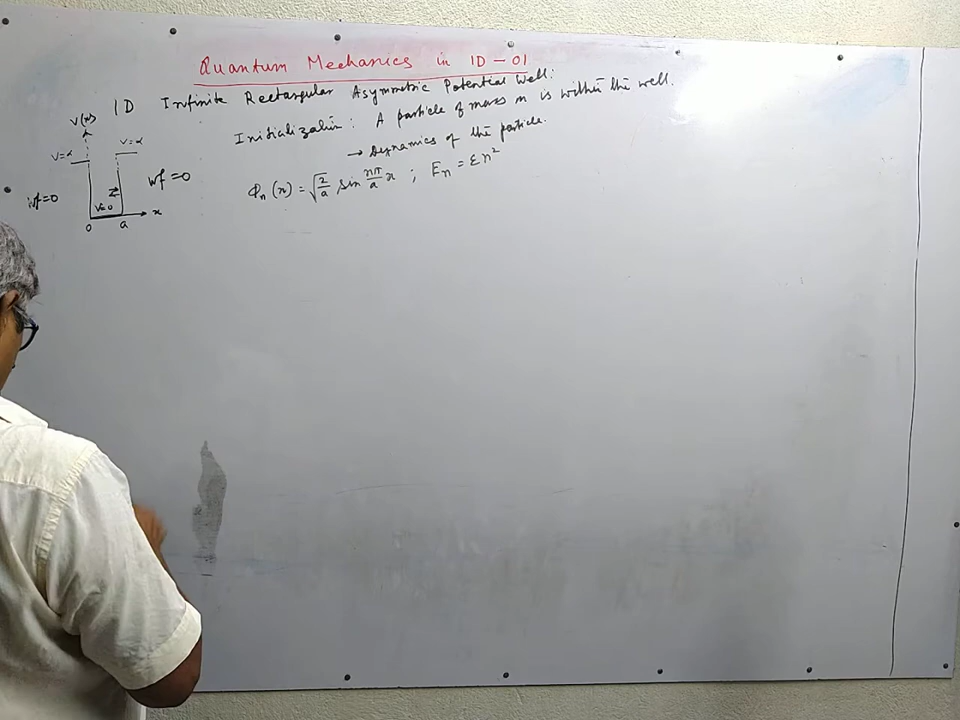 Quantum Mechanics in 1D-01
1D Infinite Rectangular Asymmetric Potential Well:
Initialization: A particle of mass m is within the well.
→ Dynamics of the particle.
Φn(x) = √(2/a) sin nπ/a x ; En = εn²
V(x)
V=α V=α
wf=0 wf=0
V=0
x
0 a